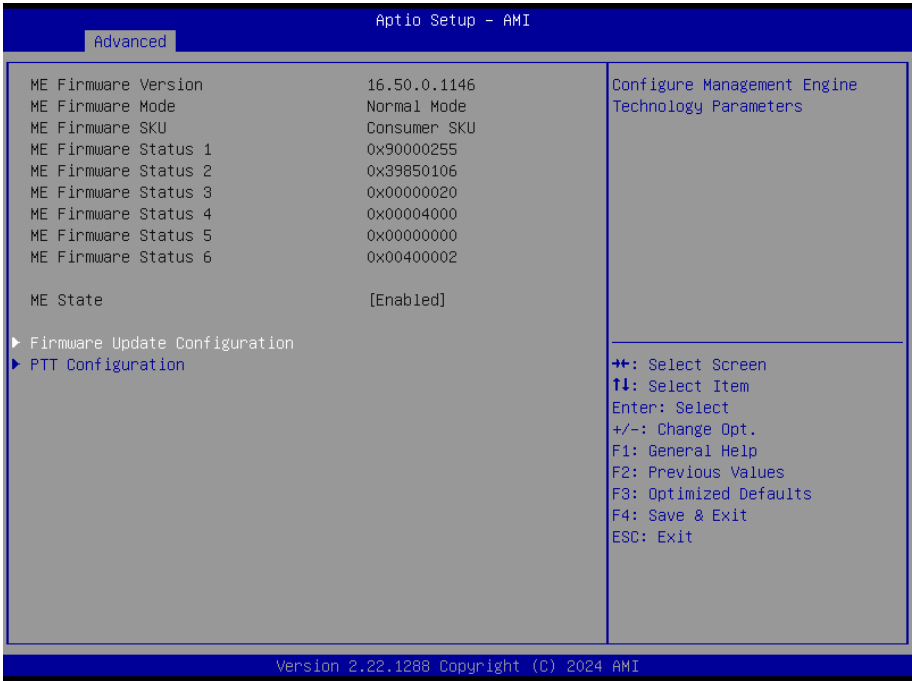 Aptio Setup – AMI
Advanced
ME Firmware Version 16.50.0.1146
ME Firmware Mode Normal Mode
ME Firmware SKU Consumer SKU
ME Firmware Status 1 0x90000255
ME Firmware Status 2 0x39850106
ME Firmware Status 3 0x00000020
ME Firmware Status 4 0x00004000
ME Firmware Status 5 0x00000000
ME Firmware Status 6 0x00400002
ME State [Enabled]
Firmware Update Configuration
PTT Configuration
Configure Management Engine
Technology Parameters
→←: Select Screen
↑↓: Select Item
Enter: Select
+/-: Change Opt.
F1: General Help
F2: Previous Values
F3: Optimized Defaults
F4: Save & Exit
ESC: Exit
Version 2.22.1288 Copyright (C) 2024 AMI